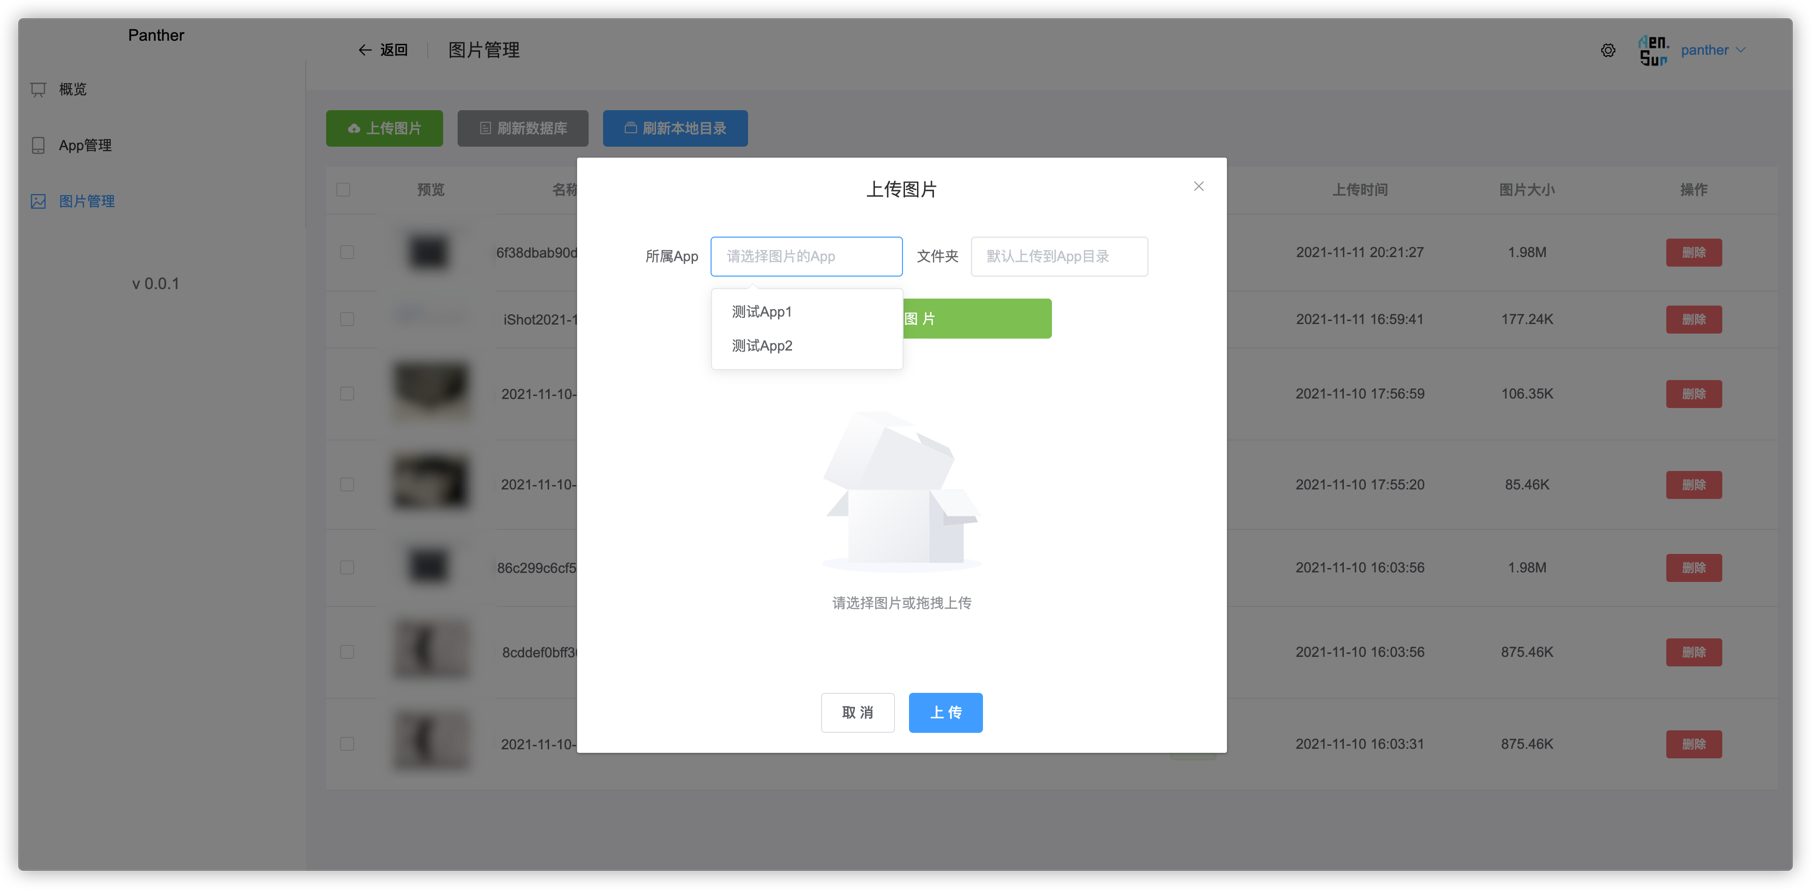 Panther
返回
图片管理
Aen.
Sur
panther
概览
App管理
图片管理
v 0.0.1
上传图片
刷新数据库
刷新本地目录
预览
名称
上传时间
图片大小
操作
6f38dbab90d
2021-11-11 20:21:27
1.98M
删除
iShot2021-1
2021-11-11 16:59:41
177.24K
删除
2021-11-10-
2021-11-10 17:56:59
106.35K
删除
2021-11-10-
2021-11-10 17:55:20
85.46K
删除
86c299c6cf5
2021-11-10 16:03:56
1.98M
删除
8cddef0bff3
2021-11-10 16:03:56
875.46K
删除
2021-11-10-
2021-11-10 16:03:31
875.46K
删除
上传图片
所属App
请选择图片的App
文件夹
默认上传到App目录
测试App1
测试App2
图 片
请选择图片或拖拽上传
取 消
上 传